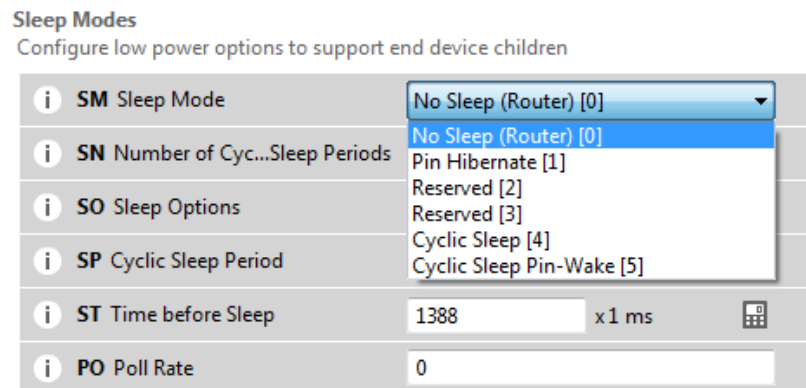 Sleep Modes
Configure low power options to support end device children
i SM Sleep Mode No Sleep (Router) [0]
No Sleep (Router) [0]
i SN Number of Cyc...Sleep Periods
Pin Hibernate [1]
Reserved [2]
i SO Sleep Options
Reserved [3]
Cyclic Sleep [4]
i SP Cyclic Sleep Period
Cyclic Sleep Pin-Wake [5]
i ST Time before Sleep 1388 x 1 ms
i PO Poll Rate 0